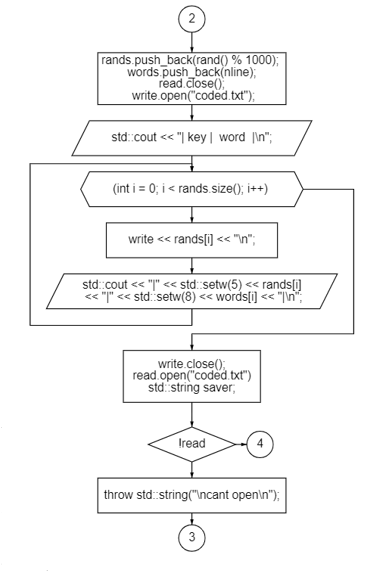 2
rands.push_back(rand() % 1000);
words.push_back(nline);
read.close();
write.open("coded.txt");
std::cout << "| key |  word  |\n";
(int i = 0; i < rands.size(); i++)
write << rands[i] << "\n";
std::cout << "|" << std::setw(5) << rands[i]
<< "|" << std::setw(8) << words[i] << "|\n";
write.close();
read.open("coded.txt")
std::string saver;
!read
4
throw std::string("\ncant open\n");
3